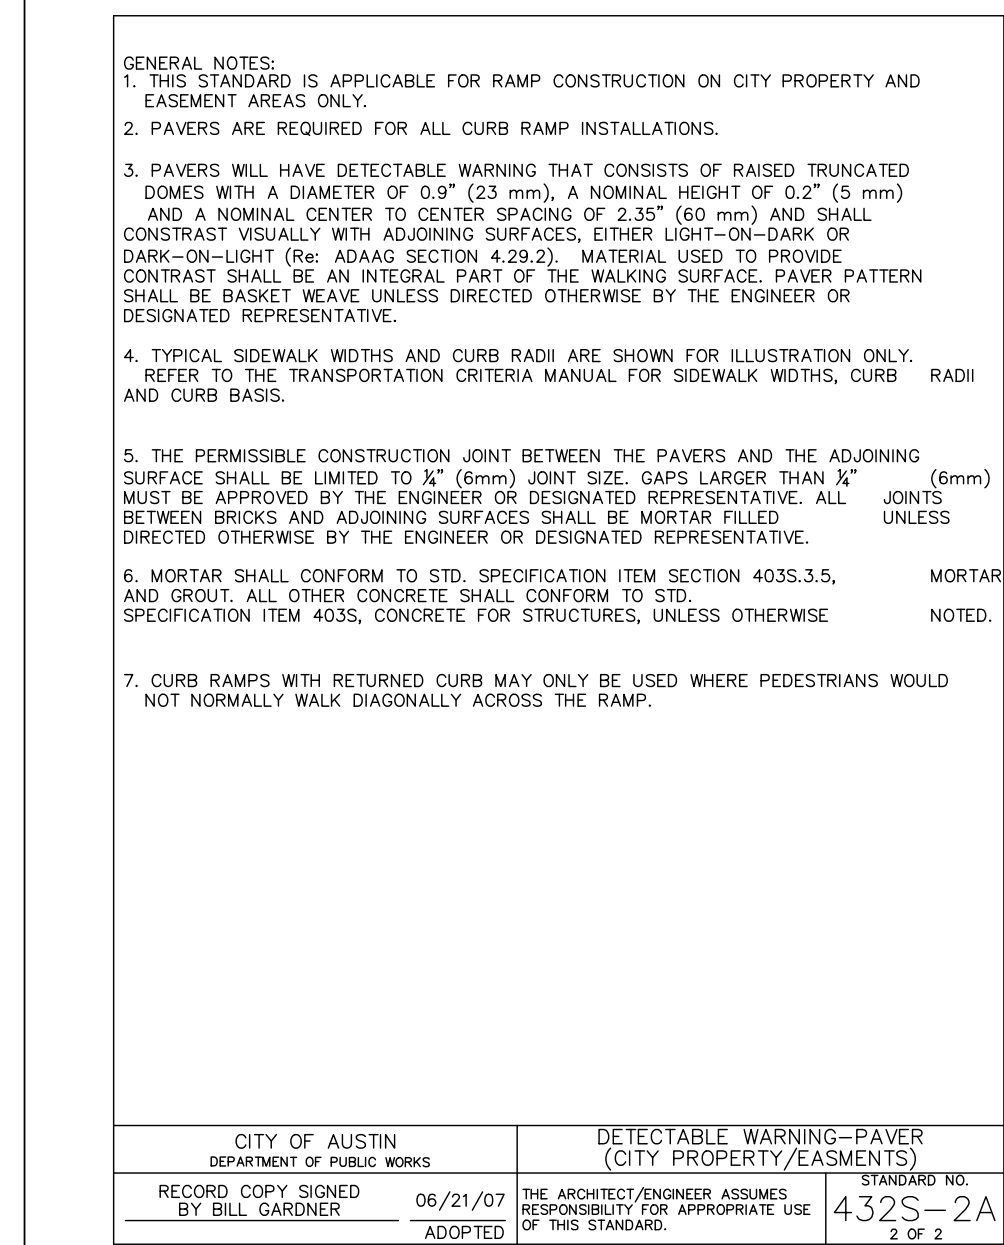 GENERAL NOTES:
1. THIS STANDARD IS APPLICABLE FOR RAMP CONSTRUCTION ON CITY PROPERTY AND
EASEMENT AREAS ONLY.
2. PAVERS ARE REQUIRED FOR ALL CURB RAMP INSTALLATIONS.
3. PAVERS WILL HAVE DETECTABLE WARNING THAT CONSISTS OF RAISED TRUNCATED
DOMES WITH A DIAMETER OF 0.9" (23 mm), A NOMINAL HEIGHT OF 0.2" (5 mm)
AND A NOMINAL CENTER TO CENTER SPACING OF 2.35" (60 mm) AND SHALL
CONSTRAST VISUALLY WITH ADJOINING SURFACES, EITHER LIGHT-ON-DARK OR
DARK-ON-LIGHT (Re: ADAAG SECTION 4.29.2). MATERIAL USED TO PROVIDE
CONTRAST SHALL BE AN INTEGRAL PART OF THE WALKING SURFACE. PAVER PATTERN
SHALL BE BASKET WEAVE UNLESS DIRECTED OTHERWISE BY THE ENGINEER OR
DESIGNATED REPRESENTATIVE.
4. TYPICAL SIDEWALK WIDTHS AND CURB RADII ARE SHOWN FOR ILLUSTRATION ONLY.
REFER TO THE TRANSPORTATION CRITERIA MANUAL FOR SIDEWALK WIDTHS, CURB RADII
AND CURB BASIS.
5. THE PERMISSIBLE CONSTRUCTION JOINT BETWEEN THE PAVERS AND THE ADJOINING
SURFACE SHALL BE LIMITED TO ¼" (6mm) JOINT SIZE. GAPS LARGER THAN ¼" (6mm)
MUST BE APPROVED BY THE ENGINEER OR DESIGNATED REPRESENTATIVE. ALL JOINTS
BETWEEN BRICKS AND ADJOINING SURFACES SHALL BE MORTAR FILLED UNLESS
DIRECTED OTHERWISE BY THE ENGINEER OR DESIGNATED REPRESENTATIVE.
6. MORTAR SHALL CONFORM TO STD. SPECIFICATION ITEM SECTION 403S.3.5, MORTAR
AND GROUT. ALL OTHER CONCRETE SHALL CONFORM TO STD.
SPECIFICATION ITEM 403S, CONCRETE FOR STRUCTURES, UNLESS OTHERWISE NOTED.
7. CURB RAMPS WITH RETURNED CURB MAY ONLY BE USED WHERE PEDESTRIANS WOULD
NOT NORMALLY WALK DIAGONALLY ACROSS THE RAMP.
CITY OF AUSTIN
DEPARTMENT OF PUBLIC WORKS
DETECTABLE WARNING-PAVER
(CITY PROPERTY/EASMENTS)
RECORD COPY SIGNED
BY BILL GARDNER
06/21/07
ADOPTED
THE ARCHITECT/ENGINEER ASSUMES
RESPONSIBILITY FOR APPROPRIATE USE
OF THIS STANDARD.
STANDARD NO.
432S-2A
2 OF 2